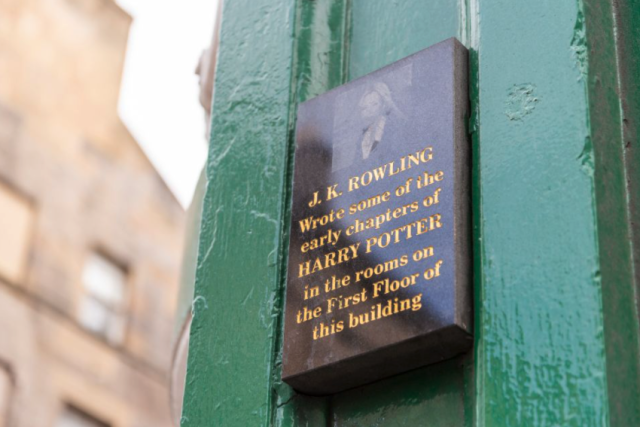 J. K. ROWLING
Wrote some of the
early chapters of
HARRY POTTER
in the rooms on
the First Floor of
this building